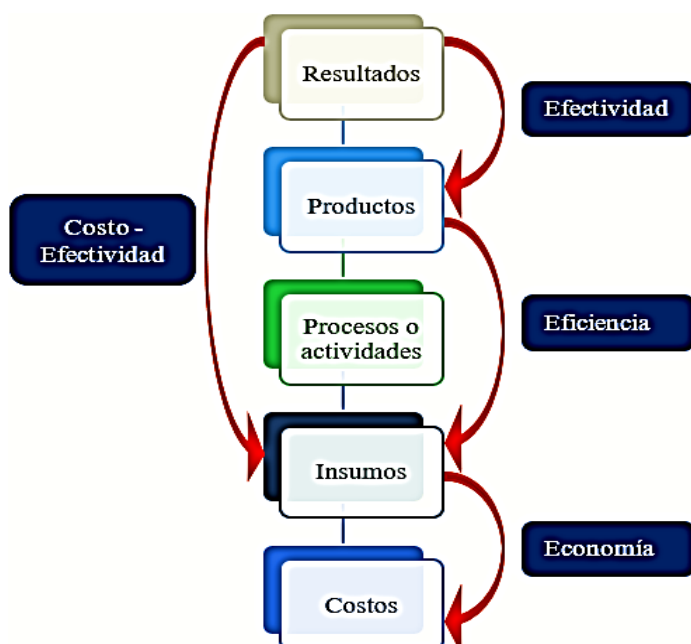 Resultados
Efectividad
Productos
Costo -
Efectividad
Procesos o
actividades
Eficiencia
Insumos
Economía
Costos